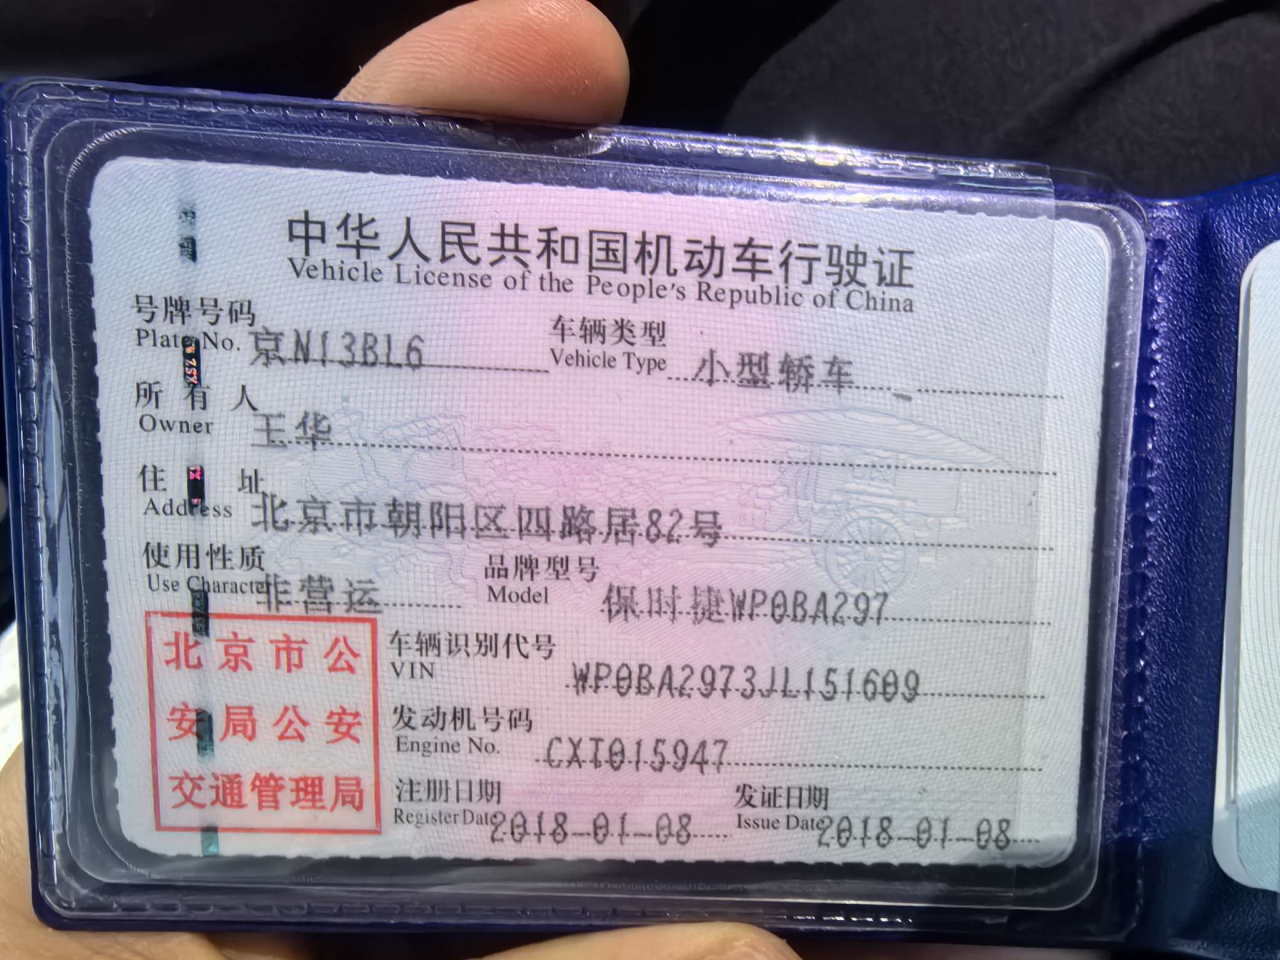 中华人民共和国机动车行驶证
Vehicle License of the People's Republic of China
号牌号码 京N13BL6 车辆类型 小型轿车
Plate No. Vehicle Type
所有人 王华
Owner
住址 北京市朝阳区四路居82号
Address
使用性质 非营运 品牌型号 保时捷WP0BA297
Use Character Model
北京市公
安局公安
交通管理局
车辆识别代号 WP0BA2973JL151609
VIN
发动机号码 CXT015947
Engine No.
注册日期 2018-01-08 发证日期 2018-01-08
Register Date Issue Date